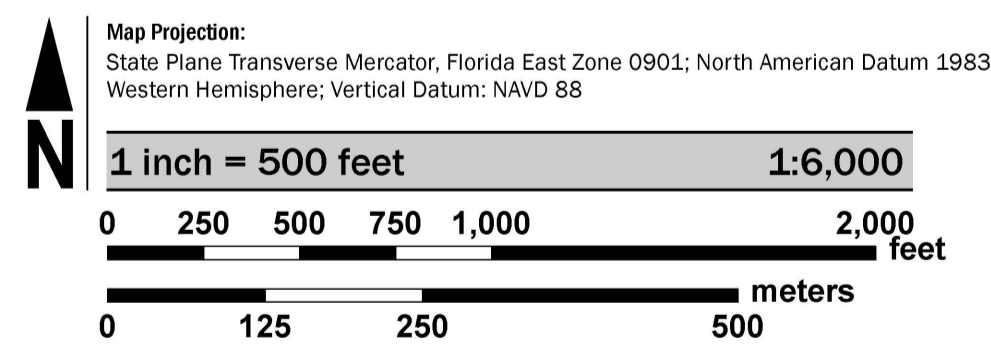 Map Projection:
State Plane Transverse Mercator, Florida East Zone 0901; North American Datum 1983
Western Hemisphere; Vertical Datum: NAVD 88
N
1 inch = 500 feet 1:6,000
0 250 500 750 1,000 2,000
feet
meters
0 125 250 500